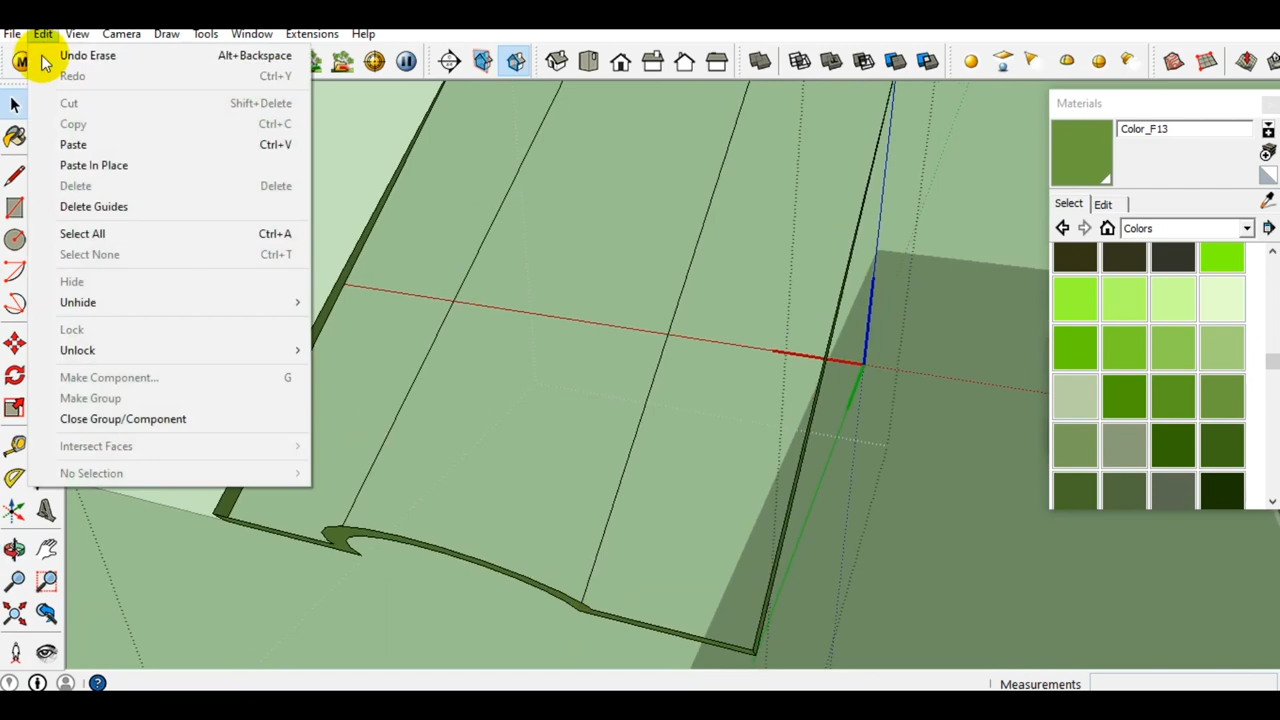 File Edit View Camera Draw Tools Window Extensions Help
M
Undo Erase Alt+Backspace
Redo Ctrl+Y
Cut Shift+Delete
Copy Ctrl+C
Paste Ctrl+V
Paste In Place
Delete Delete
Delete Guides
Select All Ctrl+A
Select None Ctrl+T
Hide
Unhide
Lock
Unlock
Make Component... G
Make Group
Close Group/Component
Intersect Faces
No Selection
Materials
Color_F13
Select Edit
Colors
Measurements